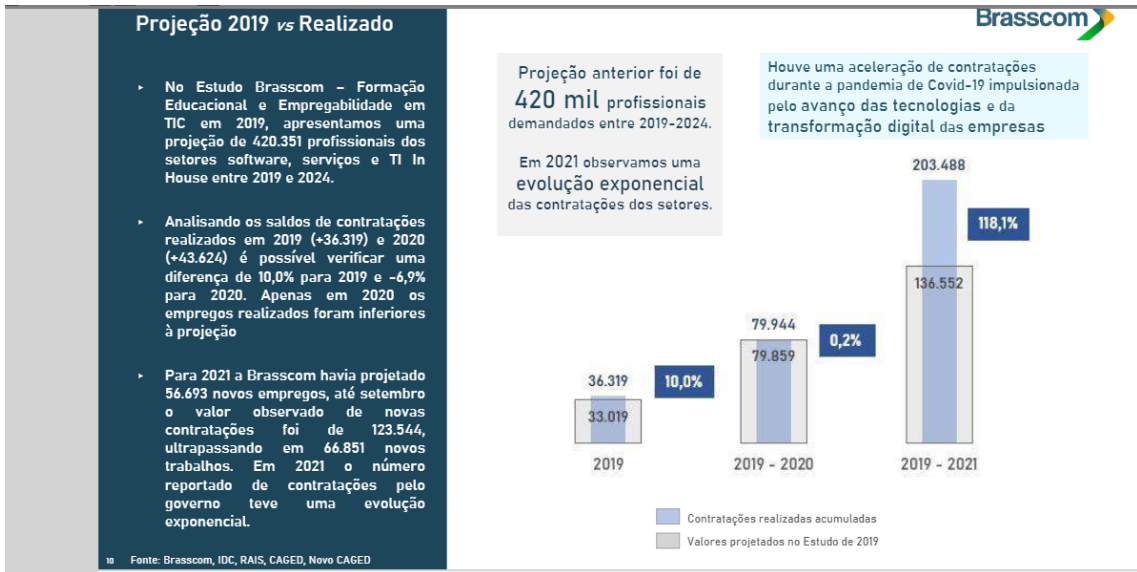 Projeção 2019 vs Realizado
▸ No Estudo Brasscom – Formação
Educacional e Empregabilidade em
TIC em 2019, apresentamos uma
projeção de 420.351 profissionais dos
setores software, serviços e TI In
House entre 2019 e 2024.
▸ Analisando os saldos de contratações
realizados em 2019 (+36.319) e 2020
(+43.624) é possível verificar uma
diferença de 10,0% para 2019 e -6,9%
para 2020. Apenas em 2020 os
empregos realizados foram inferiores
à projeção
▸ Para 2021 a Brasscom havia projetado
56.693 novos empregos, até setembro
o valor observado de novas
contratações foi de 123.544,
ultrapassando em 66.851 novos
trabalhos. Em 2021 o número
reportado de contratações pelo
governo teve uma evolução
exponencial.
10 Fonte: Brasscom, IDC, RAIS, CAGED, Novo CAGED
Brasscom
Projeção anterior foi de
420 mil profissionais
demandados entre 2019-2024.
Em 2021 observamos uma
evolução exponencial
das contratações dos setores.
Houve uma aceleração de contratações
durante a pandemia de Covid-19 impulsionada
pelo avanço das tecnologias e da
transformação digital das empresas
203.488
118,1%
136.552
79.944
0,2%
79.859
36.319
10,0%
33.019
2019
2019 - 2020
2019 - 2021
Contratações realizadas acumuladas
Valores projetados no Estudo de 2019